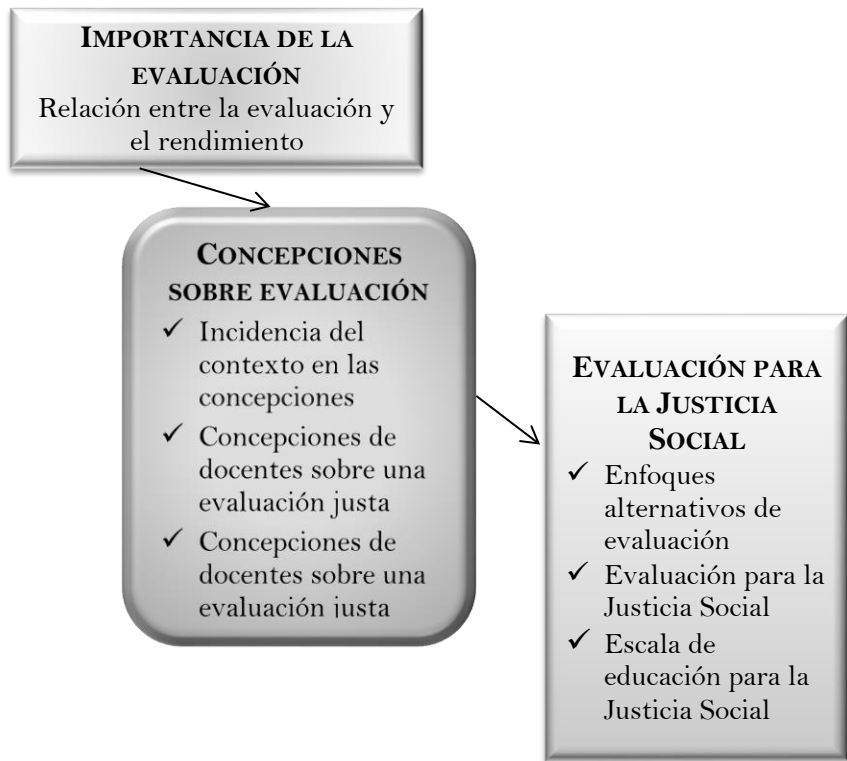 IMPORTANCIA DE LA
EVALUACIÓN
Relación entre la evaluación y
el rendimiento
CONCEPCIONES
SOBRE EVALUACIÓN
✓ Incidencia del
contexto en las
concepciones
✓ Concepciones de
docentes sobre una
evaluación justa
✓ Concepciones de
docentes sobre una
evaluación justa
EVALUACIÓN PARA
LA JUSTICIA
SOCIAL
✓ Enfoques
alternativos de
evaluación
✓ Evaluación para la
Justicia Social
✓ Escala de
educación para la
Justicia Social